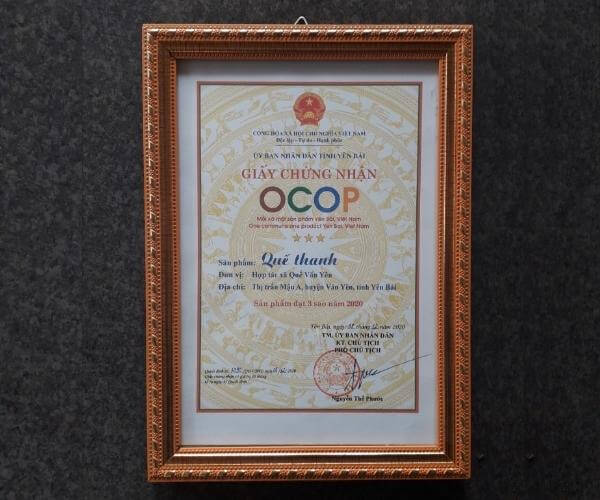 CỘNG HÒA XÃ HỘI CHỦ NGHĨA VIỆT NAM
Độc lập - Tự do - Hạnh phúc
ỦY BAN NHÂN DÂN TỈNH YÊN BÁI
GIẤY CHỨNG NHẬN
OCOP
Mỗi xã một sản phẩm Yên Bái, Việt Nam
One commune one product Yen Bai, Viet Nam
Sản phẩm: Quế thanh
Đơn vị: Hợp tác xã Quế Văn Yên
Địa chỉ: Thị trấn Mậu A, huyện Văn Yên, tỉnh Yên Bái
Sản phẩm đạt 3 sao năm 2020
Yên Bái, ngày tháng 12 năm 2020
TM. ỦY BAN NHÂN DÂN
KT. CHỦ TỊCH
PHÓ CHỦ TỊCH
Nguyễn Thế Phước